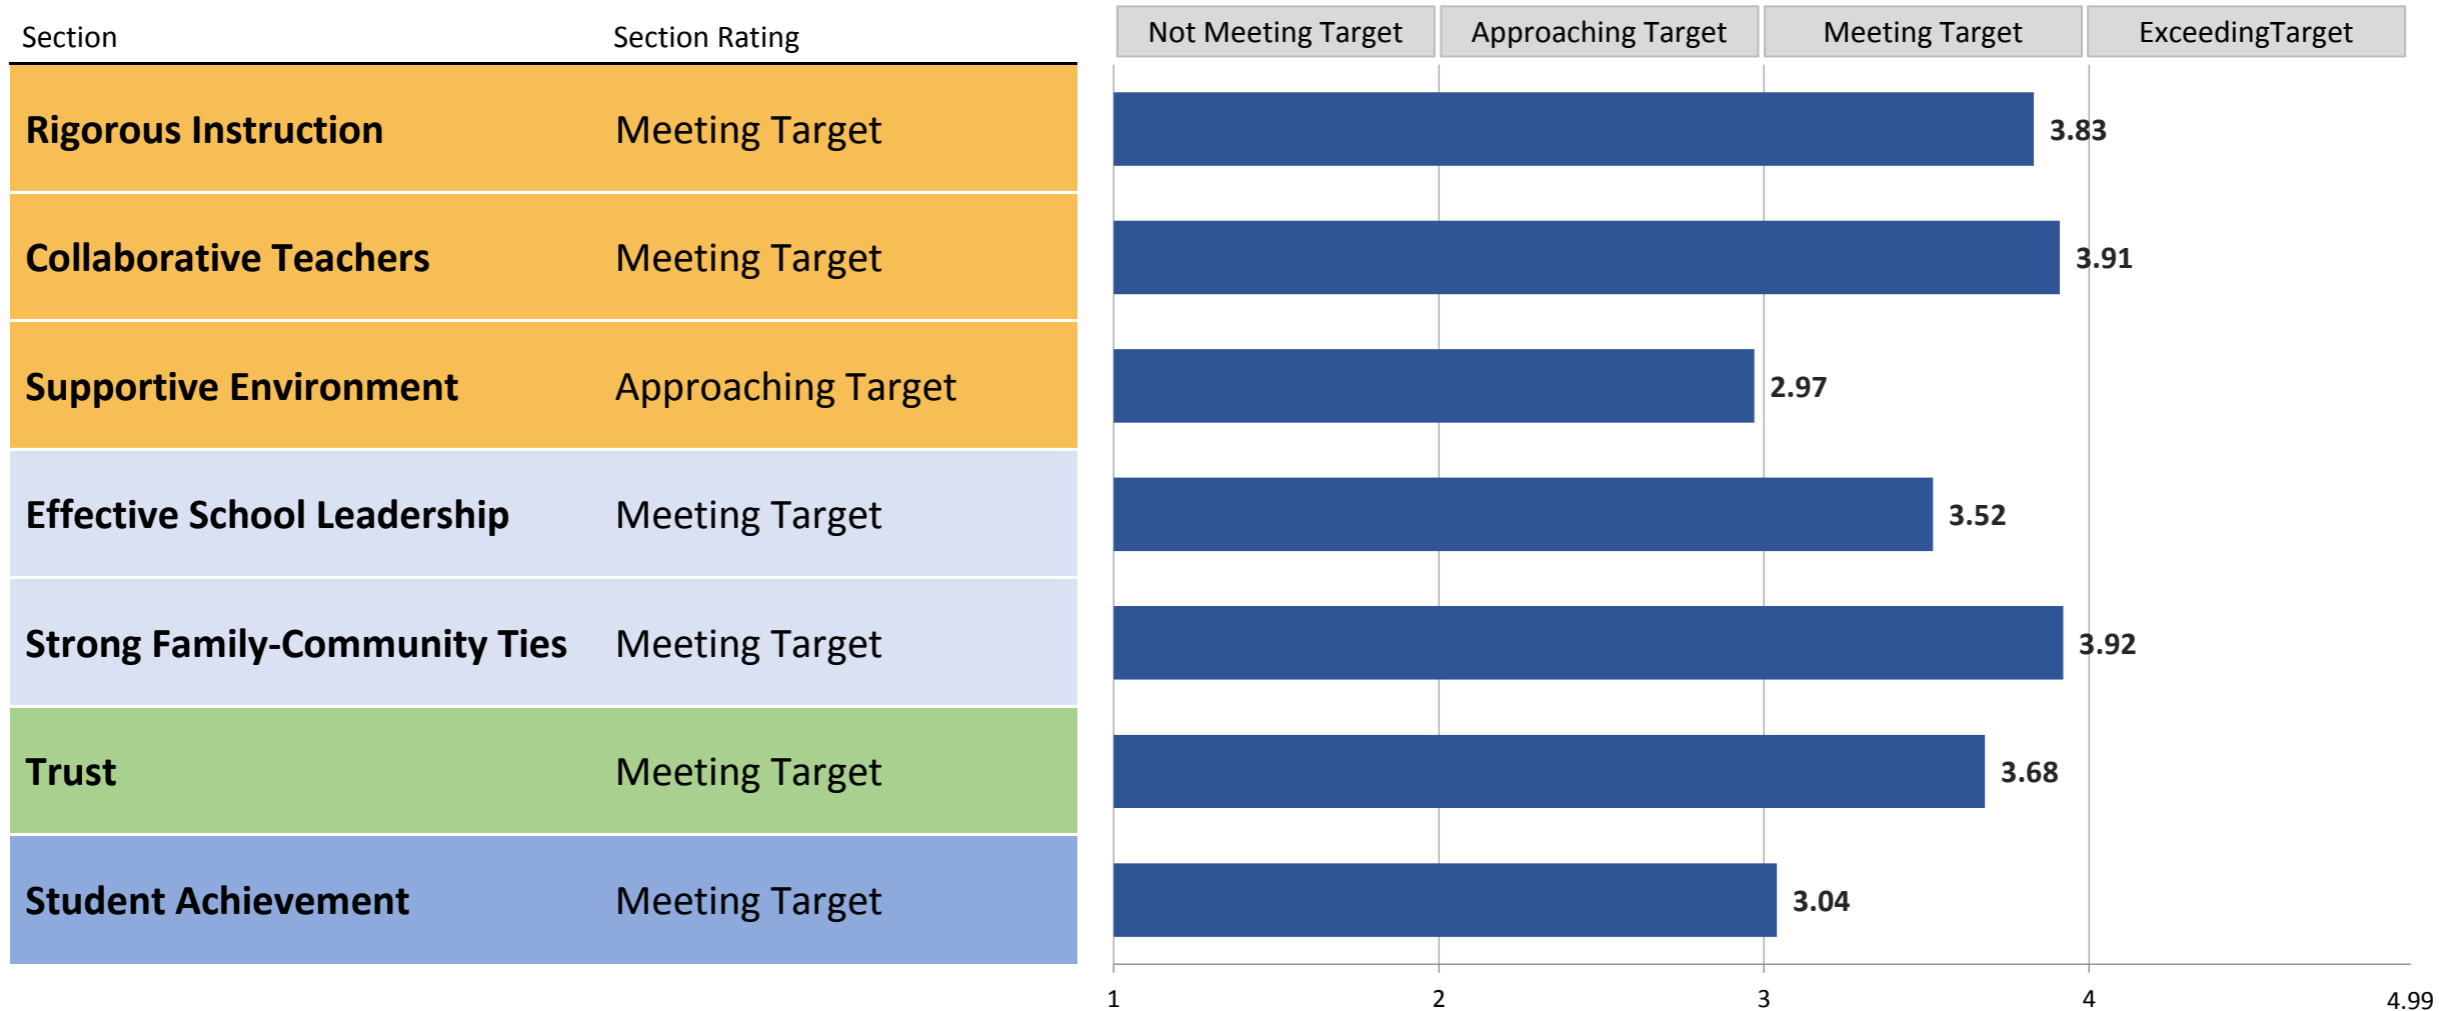 Section Section Rating Not Meeting Target Approaching Target Meeting Target ExceedingTarget
Rigorous Instruction Meeting Target 3.83
Collaborative Teachers Meeting Target 3.91
Supportive Environment Approaching Target 2.97
Effective School Leadership Meeting Target 3.52
Strong Family-Community Ties Meeting Target 3.92
Trust Meeting Target 3.68
Student Achievement Meeting Target 3.04
1 2 3 4 4.99